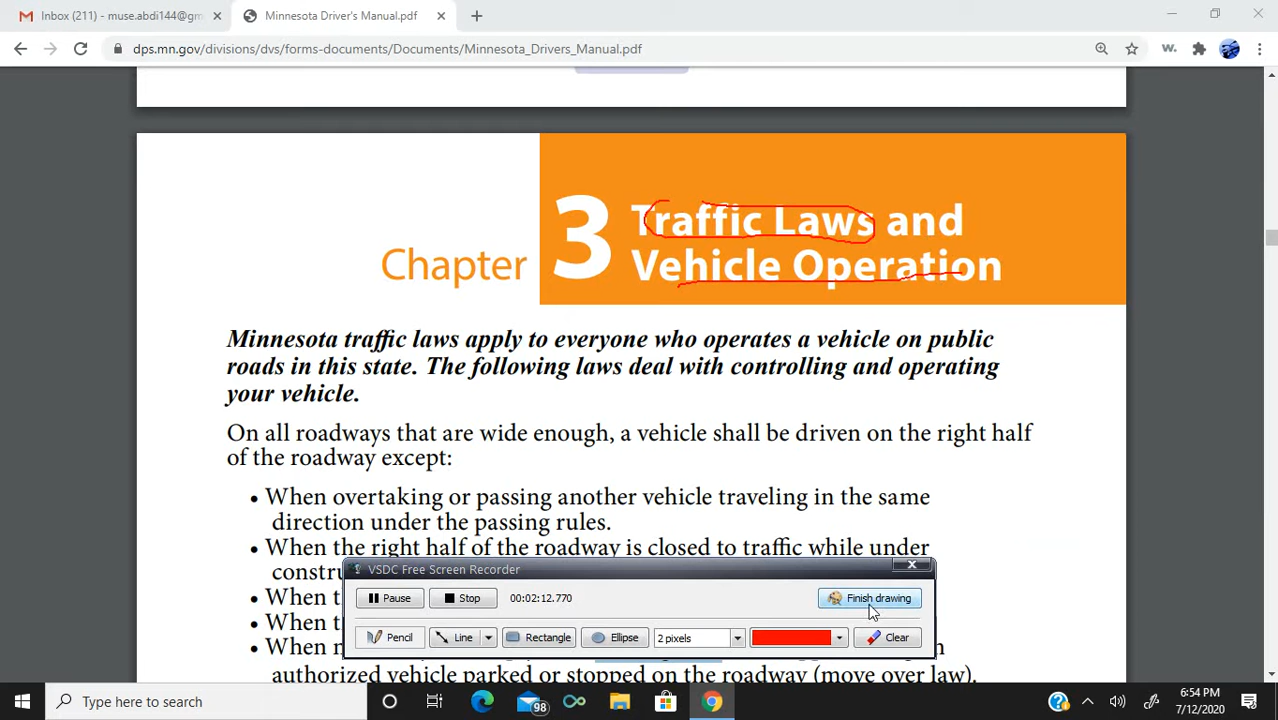 Inbox (211) - muse.abdi144@gm
Minnesota Driver's Manual.pdf
dps.mn.gov/divisions/dvs/forms-documents/Documents/Minnesota_Drivers_Manual.pdf
w.
Chapter 3 Traffic Laws and
Vehicle Operation
Minnesota traffic laws apply to everyone who operates a vehicle on public
roads in this state. The following laws deal with controlling and operating
your vehicle.
On all roadways that are wide enough, a vehicle shall be driven on the right half
of the roadway except:
• When overtaking or passing another vehicle traveling in the same
direction under the passing rules.
• When the right half of the roadway is closed to traffic while under
constru
• When t
• When t
• When
authorized vehicle parked or stopped on the roadway (move over law).
VSDC Free Screen Recorder
Pause
Stop
00:02:12.770
Finish drawing
Pencil
Line
Rectangle
Ellipse
2 pixels
Clear
Type here to search
98
6:54 PM
7/12/2020